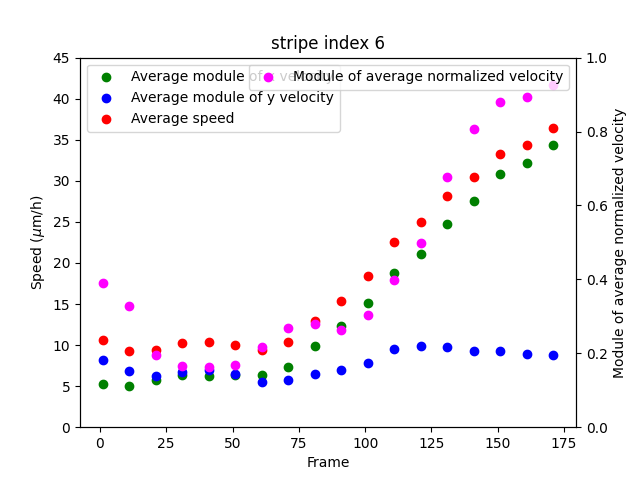 stripe index 6
Average module of x velocity
Average module of y velocity
Average speed
Module of average normalized velocity
Speed (μm/h)
45
40
35
30
25
20
15
10
5
0
1.0
0.8
0.6
0.4
0.2
0.0
Module of average normalized velocity
0 25 50 75 100 125 150 175
Frame